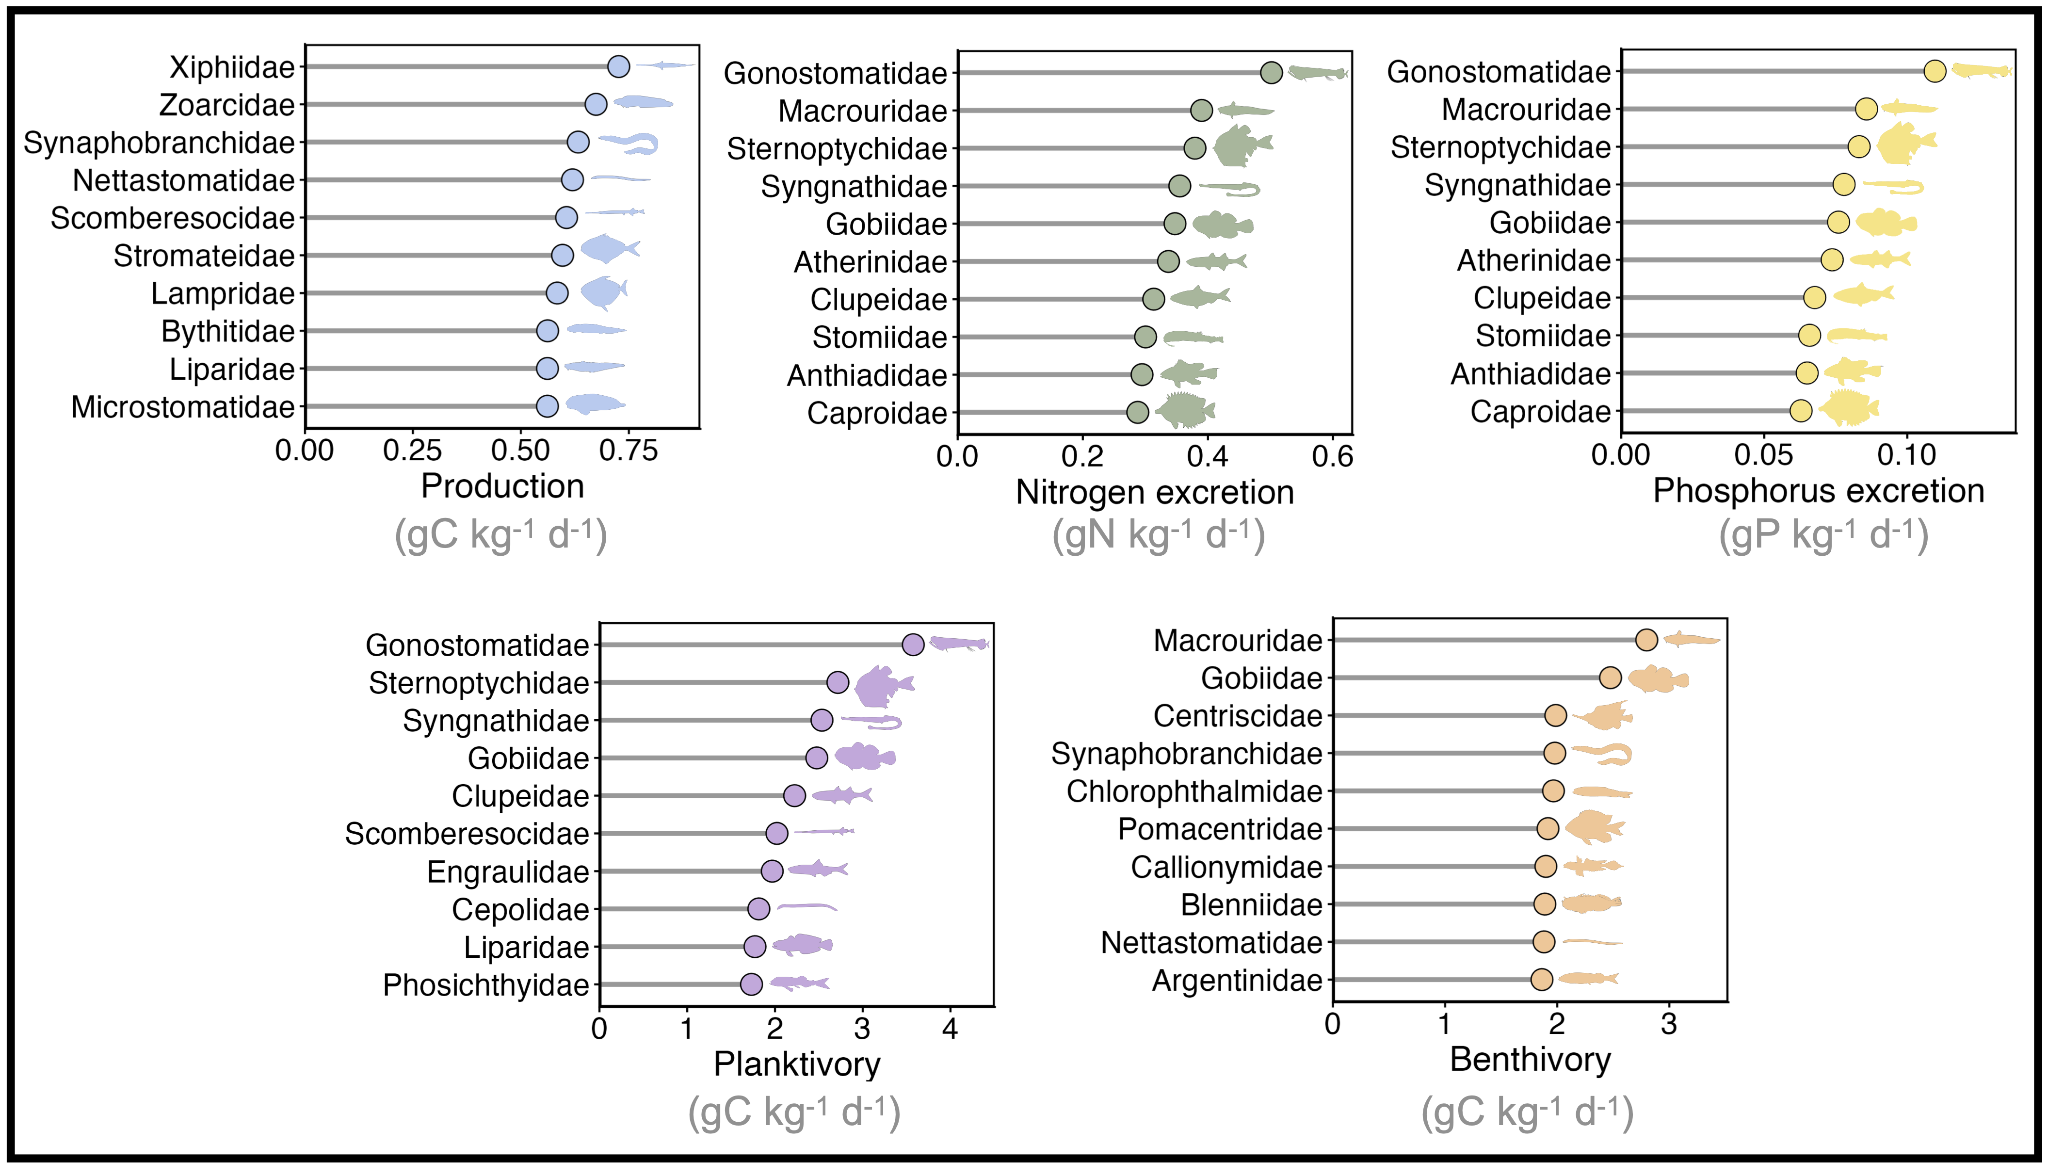 Xiphiidae
Zoarcidae
Synaphobranchidae
Nettastomatidae
Scomberesocidae
Stromateidae
Lampridae
Bythitidae
Liparidae
Microstomatidae
0.00 0.25 0.50 0.75
Production
(gC kg-1 d-1)
Gonostomatidae
Macrouridae
Sternoptychidae
Syngnathidae
Gobiidae
Atherinidae
Clupeidae
Stomiidae
Anthiadidae
Caproidae
0.0 0.2 0.4 0.6
Nitrogen excretion
(gN kg-1 d-1)
Gonostomatidae
Macrouridae
Sternoptychidae
Syngnathidae
Gobiidae
Atherinidae
Clupeidae
Stomiidae
Anthiadidae
Caproidae
0.00 0.05 0.10
Phosphorus excretion
(gP kg-1 d-1)
Gonostomatidae
Sternoptychidae
Syngnathidae
Gobiidae
Clupeidae
Scomberesocidae
Engraulidae
Cepolidae
Liparidae
Phosichthyidae
0 1 2 3 4
Planktivory
(gC kg-1 d-1)
Macrouridae
Gobiidae
Centriscidae
Synaphobranchidae
Chlorophthalmidae
Pomacentridae
Callionymidae
Blenniidae
Nettastomatidae
Argentinidae
0 1 2 3
Benthivory
(gC kg-1 d-1)